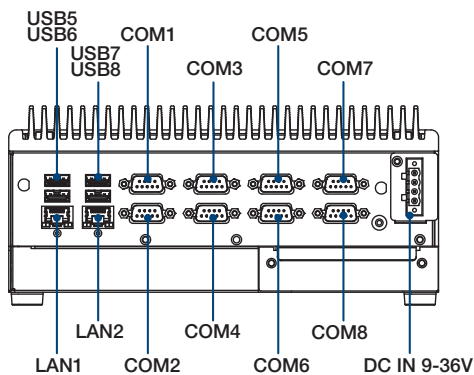 USB5
USB6
COM1
COM5
USB7
USB8
COM3
COM7
LAN2
COM4
COM8
LAN1
COM2
COM6
DC IN 9-36V